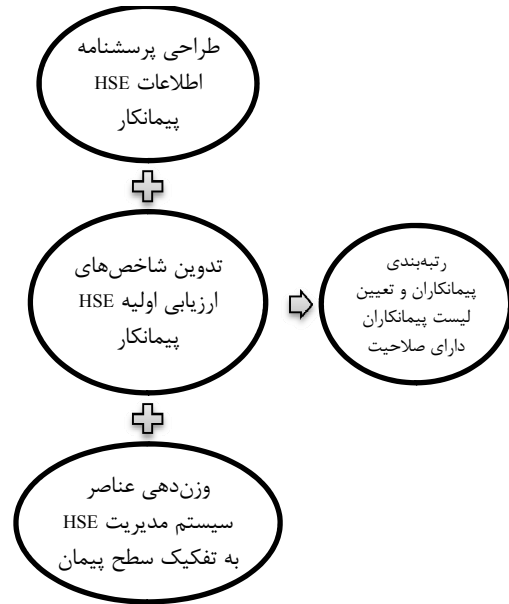 طراحی پرسشنامه
اطلاعات HSE
پیمانکار
تدوین شاخص‌های
ارزیابی اولیه HSE
پیمانکار
وزن‌دهی عناصر
سیستم مدیریت HSE
به تفکیک سطح پیمان
رتبه‌بندی
پیمانکاران و تعیین
لیست پیمانکاران
دارای صلاحیت